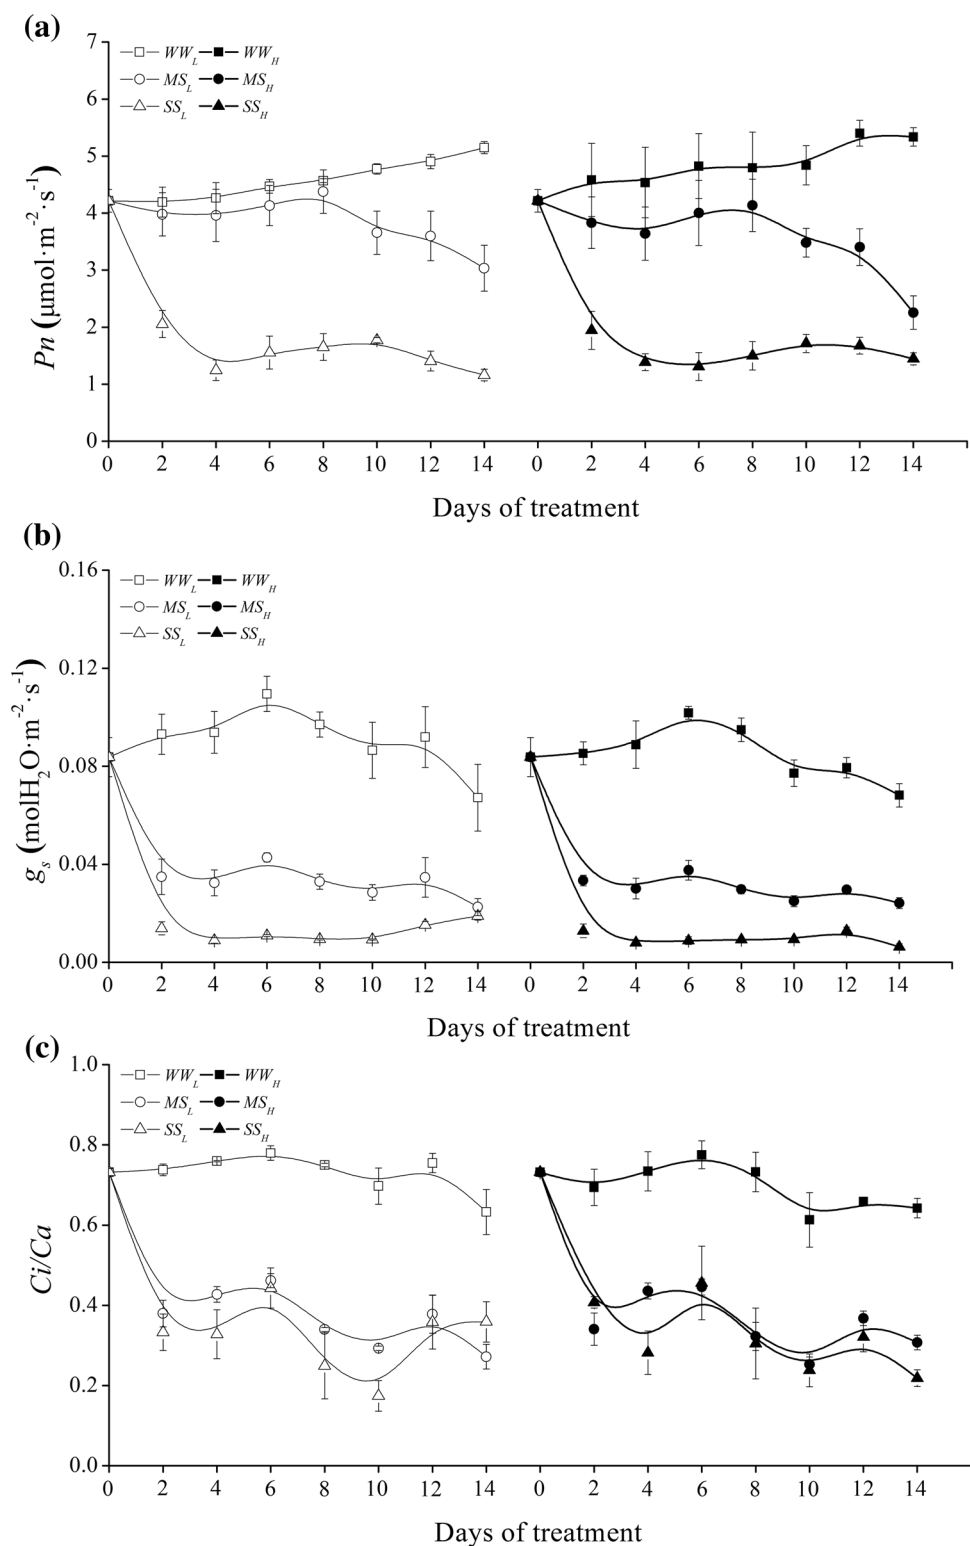 (a)
7
6
5
4
3
2
1
0
Pn (μmol·m⁻²·s⁻¹)
WW_L WW_H
MS_L MS_H
SS_L SS_H
0 2 4 6 8 10 12 14 0 2 4 6 8 10 12 14
Days of treatment
(b)
0.16
0.12
0.08
0.04
0.00
g_s (molH₂O·m⁻²·s⁻¹)
WW_L WW_H
MS_L MS_H
SS_L SS_H
0 2 4 6 8 10 12 14 0 2 4 6 8 10 12 14
Days of treatment
(c)
1.0
0.8
0.6
0.4
0.2
0.0
Ci/Ca
WW_L WW_H
MS_L MS_H
SS_L SS_H
0 2 4 6 8 10 12 14 0 2 4 6 8 10 12 14
Days of treatment